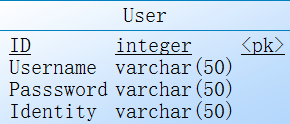 User
ID integer <pk>
Username varchar(50)
Passsword varchar(50)
Identity varchar(50)